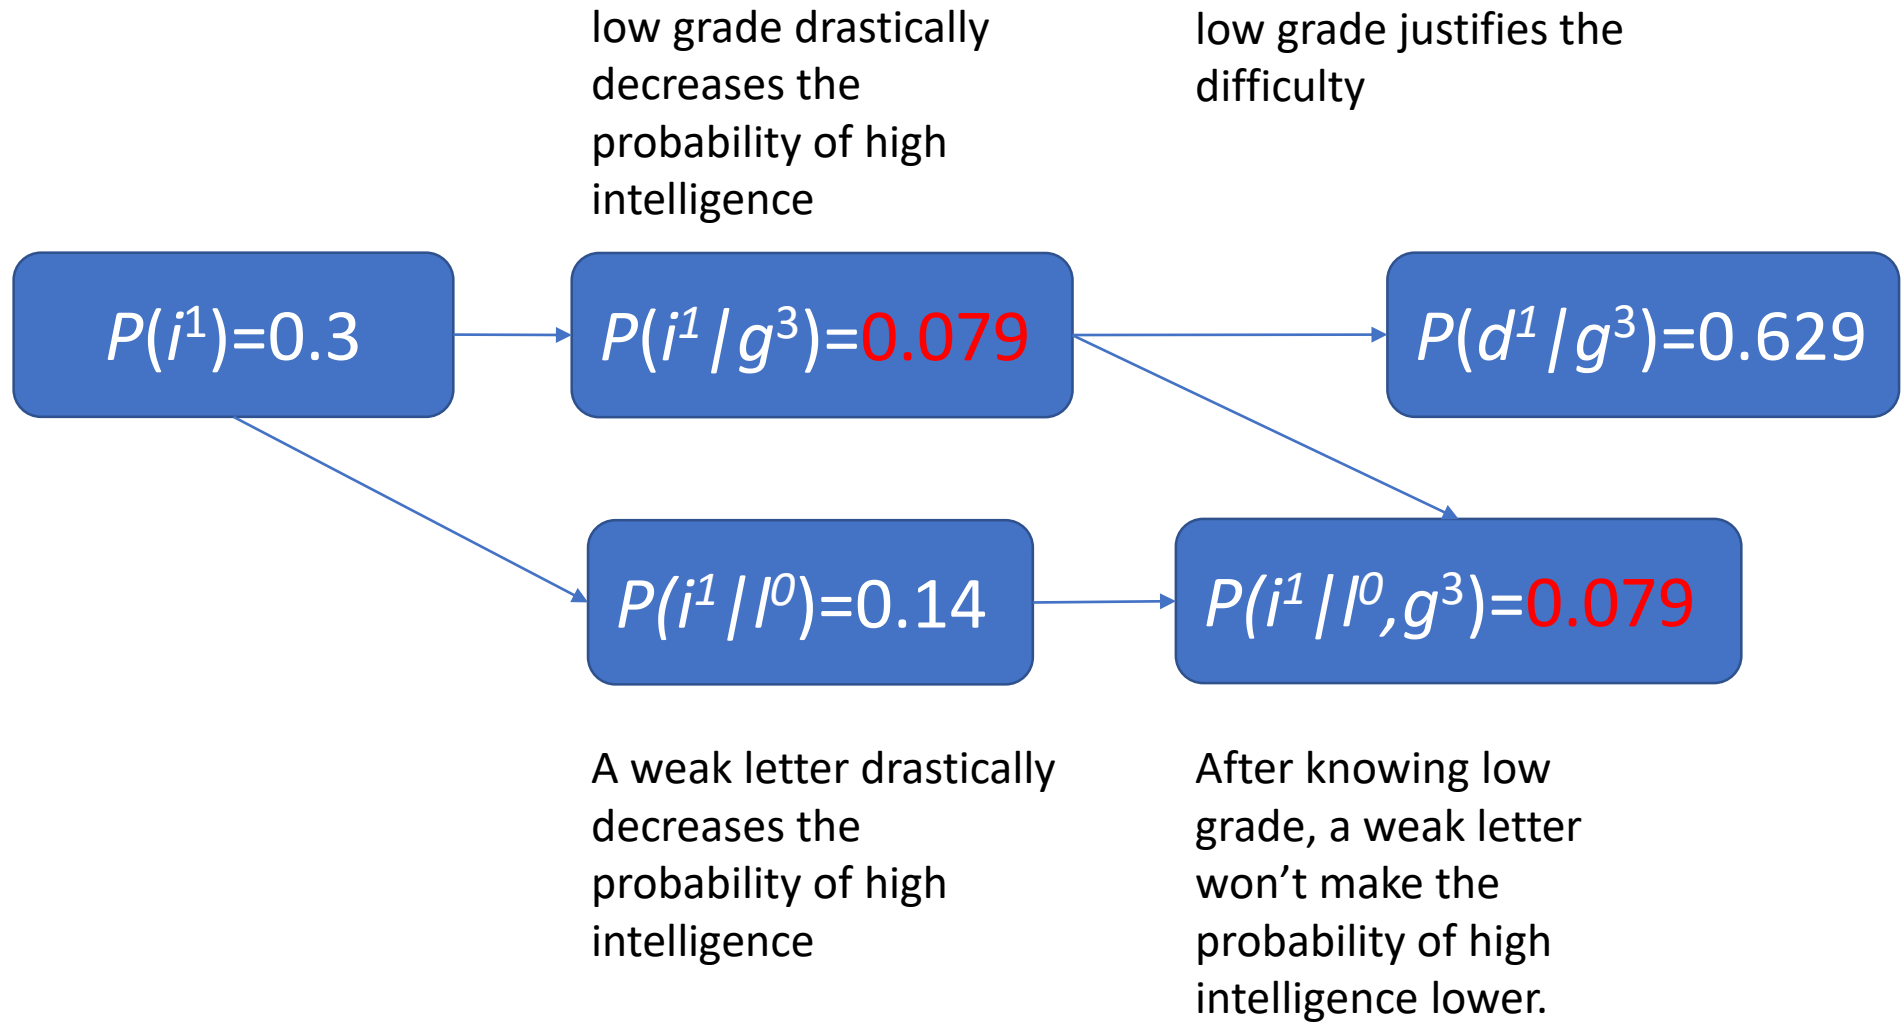 low grade drastically
decreases the
probability of high
intelligence
low grade justifies the
difficulty
P(i¹)=0.3
P(i¹/g³)=0.079
P(d¹/g³)=0.629
P(i¹/l⁰)=0.14
P(i¹/l⁰,g³)=0.079
A weak letter drastically
decreases the
probability of high
intelligence
After knowing low
grade, a weak letter
won’t make the
probability of high
intelligence lower.